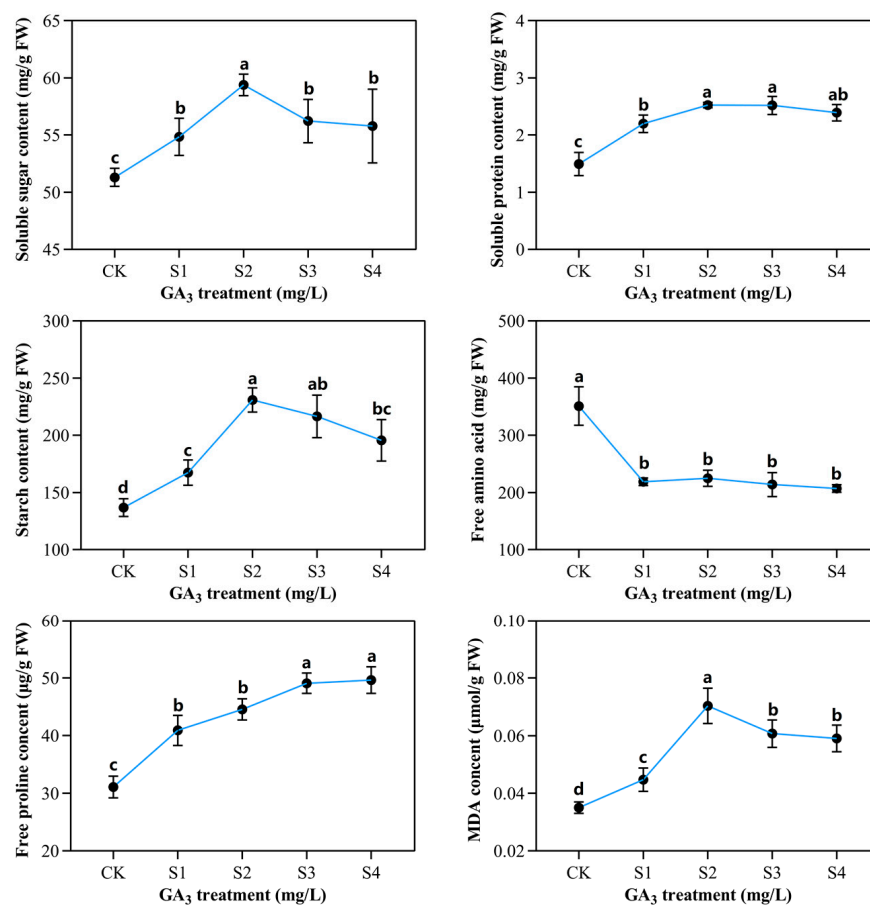 Soluble sugar content (mg/g FW)
65
60
55
50
45
c
b
a
b
b
CK S1 S2 S3 S4
GA₃ treatment (mg/L)
Soluble protein content (mg/g FW)
4
3
2
1
0
c
b
a
a
ab
CK S1 S2 S3 S4
GA₃ treatment (mg/L)
Starch content (mg/g FW)
300
250
200
150
100
d
c
a
ab
bc
CK S1 S2 S3 S4
GA₃ treatment (mg/L)
Free amino acid (mg/g FW)
500
400
300
200
100
a
b
b
b
b
CK S1 S2 S3 S4
GA₃ treatment (mg/L)
Free proline concent (μg/g FW)
60
50
40
30
20
c
b
b
a
a
CK S1 S2 S3 S4
GA₃ treatment (mg/L)
MDA concent (μmol/g FW)
0.10
0.08
0.06
0.04
0.02
d
c
a
b
b
CK S1 S2 S3 S4
GA₃ treatment (mg/L)